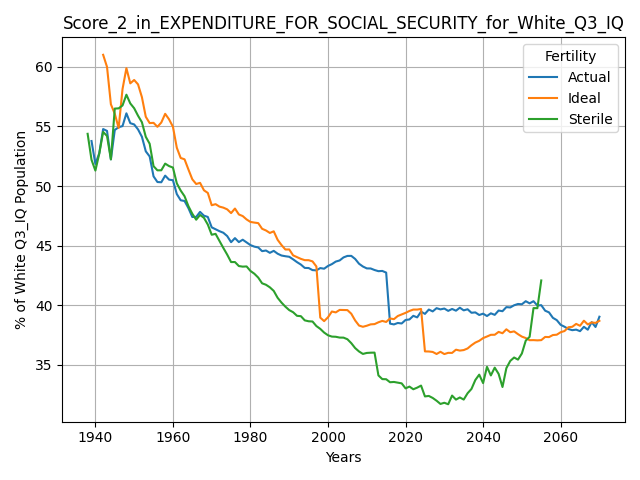 Score_2_in_EXPENDITURE_FOR_SOCIAL_SECURITY_for_White_Q3_IQ
% of White Q3_IQ Population
60
55
50
45
40
35
Fertility
Actual
Ideal
Sterile
1940 1960 1980 2000 2020 2040 2060
Years